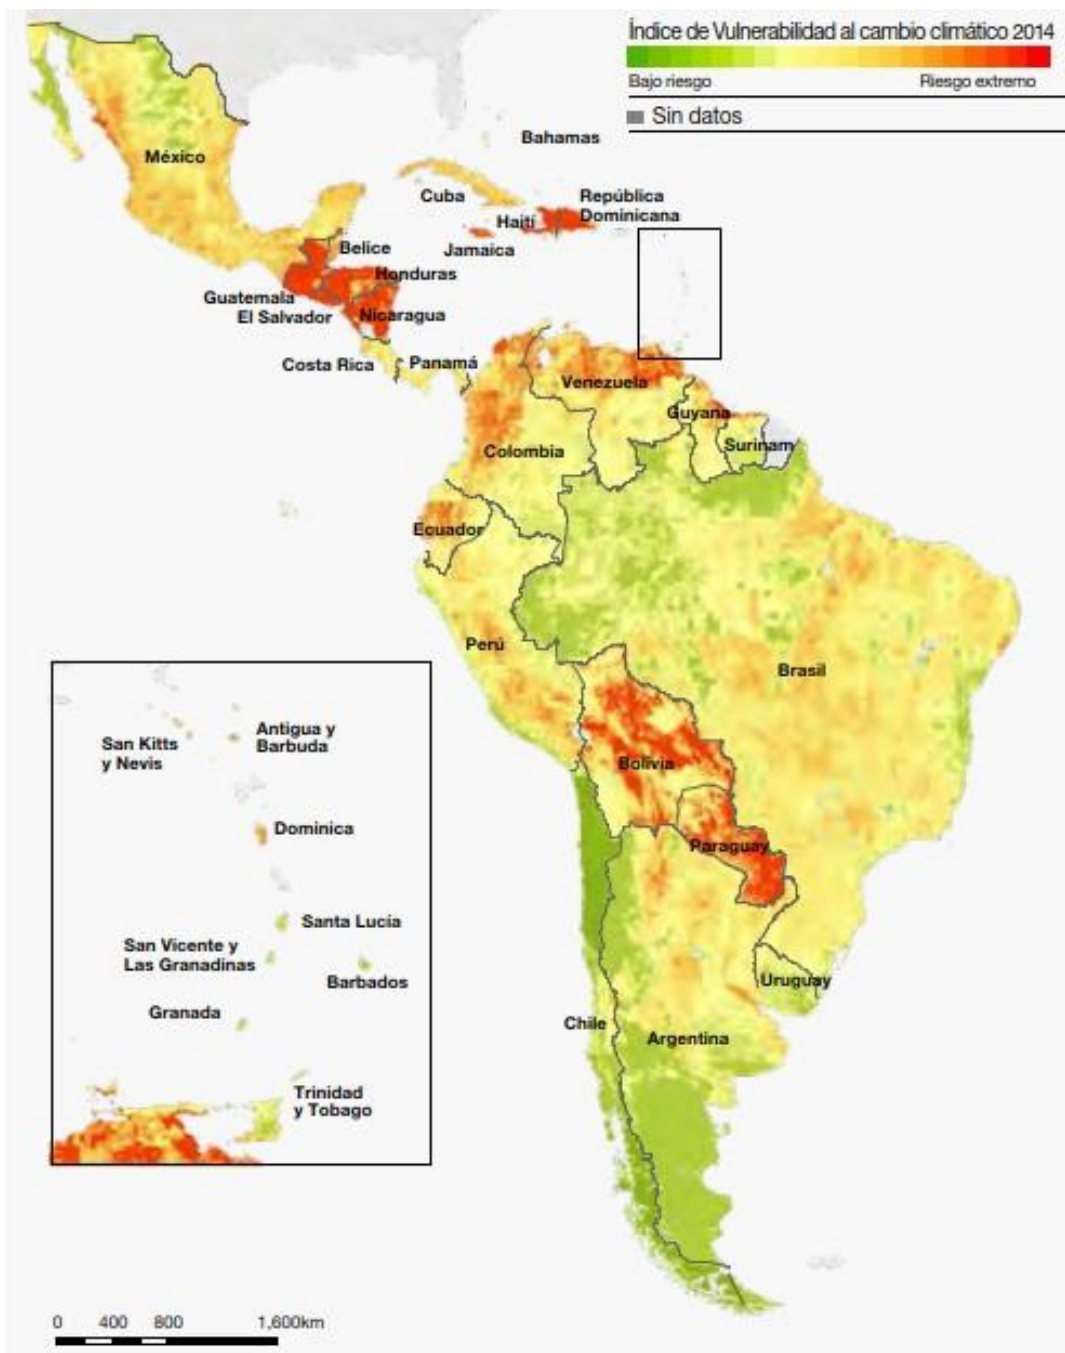 Índice de Vulnerabilidad al cambio climático 2014
Bajo riesgo Riesgo extremo
Sin datos
Bahamas
México
Cuba
República
Dominicana
Haití
Jamaica
Belice
Honduras
Guatemala
El Salvador
Nicaragua
Costa Rica
Panamá
Venezuela
Guyana
Surinam
Colombia
Ecuador
Perú
Brasil
Bolivia
Paraguay
Uruguay
Chile
Argentina
San Kitts
y Nevis
Antigua y
Barbuda
Dominica
Santa Lucía
San Vicente y
Las Granadinas
Barbados
Granada
Trinidad
y Tobago
0 400 800 1,600km